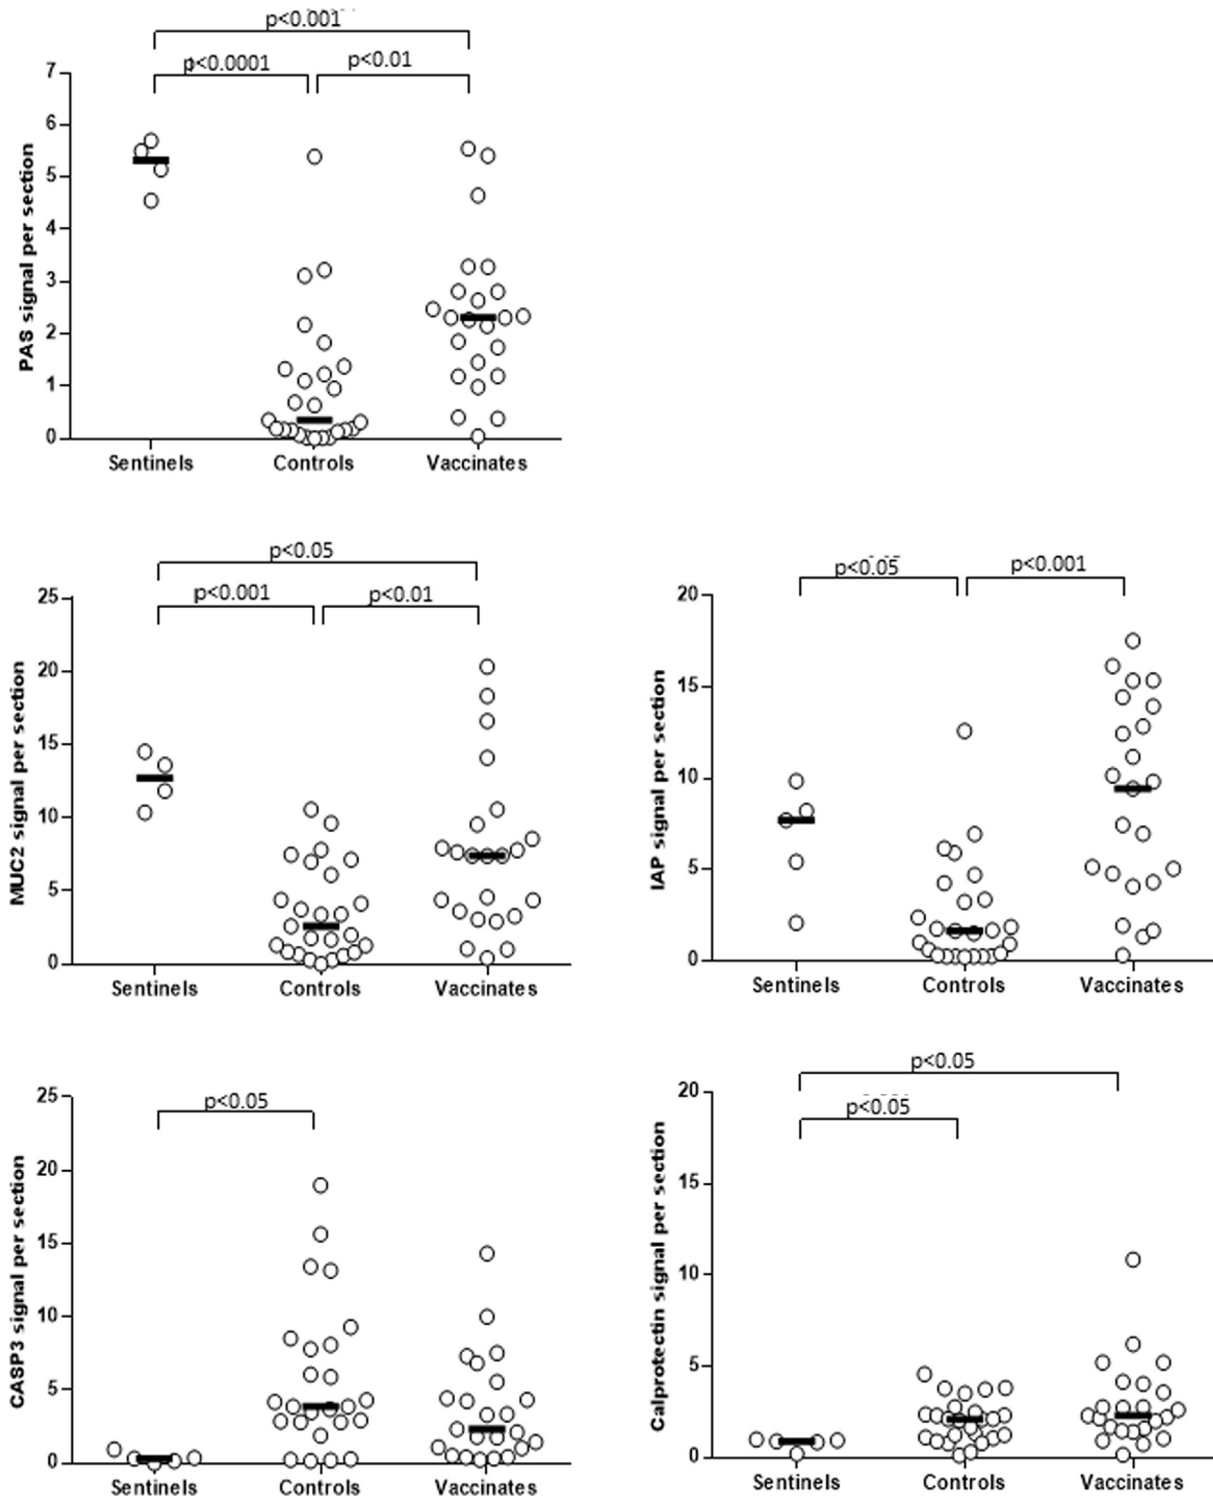 p<0.001
p<0.0001 p<0.01
7
6
5
4
3
2
1
0
PAS signal per section
Sentinels Controls Vaccinates
p<0.05
p<0.001 p<0.01
25
20
15
10
5
0
MUC2 signal per section
Sentinels Controls Vaccinates
p<0.05 p<0.001
20
15
10
5
0
IAP signal per section
Sentinels Controls Vaccinates
p<0.05
25
20
15
10
5
0
CASP3 signal per section
Sentinels Controls Vaccinates
p<0.05
p<0.05
20
15
10
5
0
Calprotectin signal per section
Sentinels Controls Vaccinates